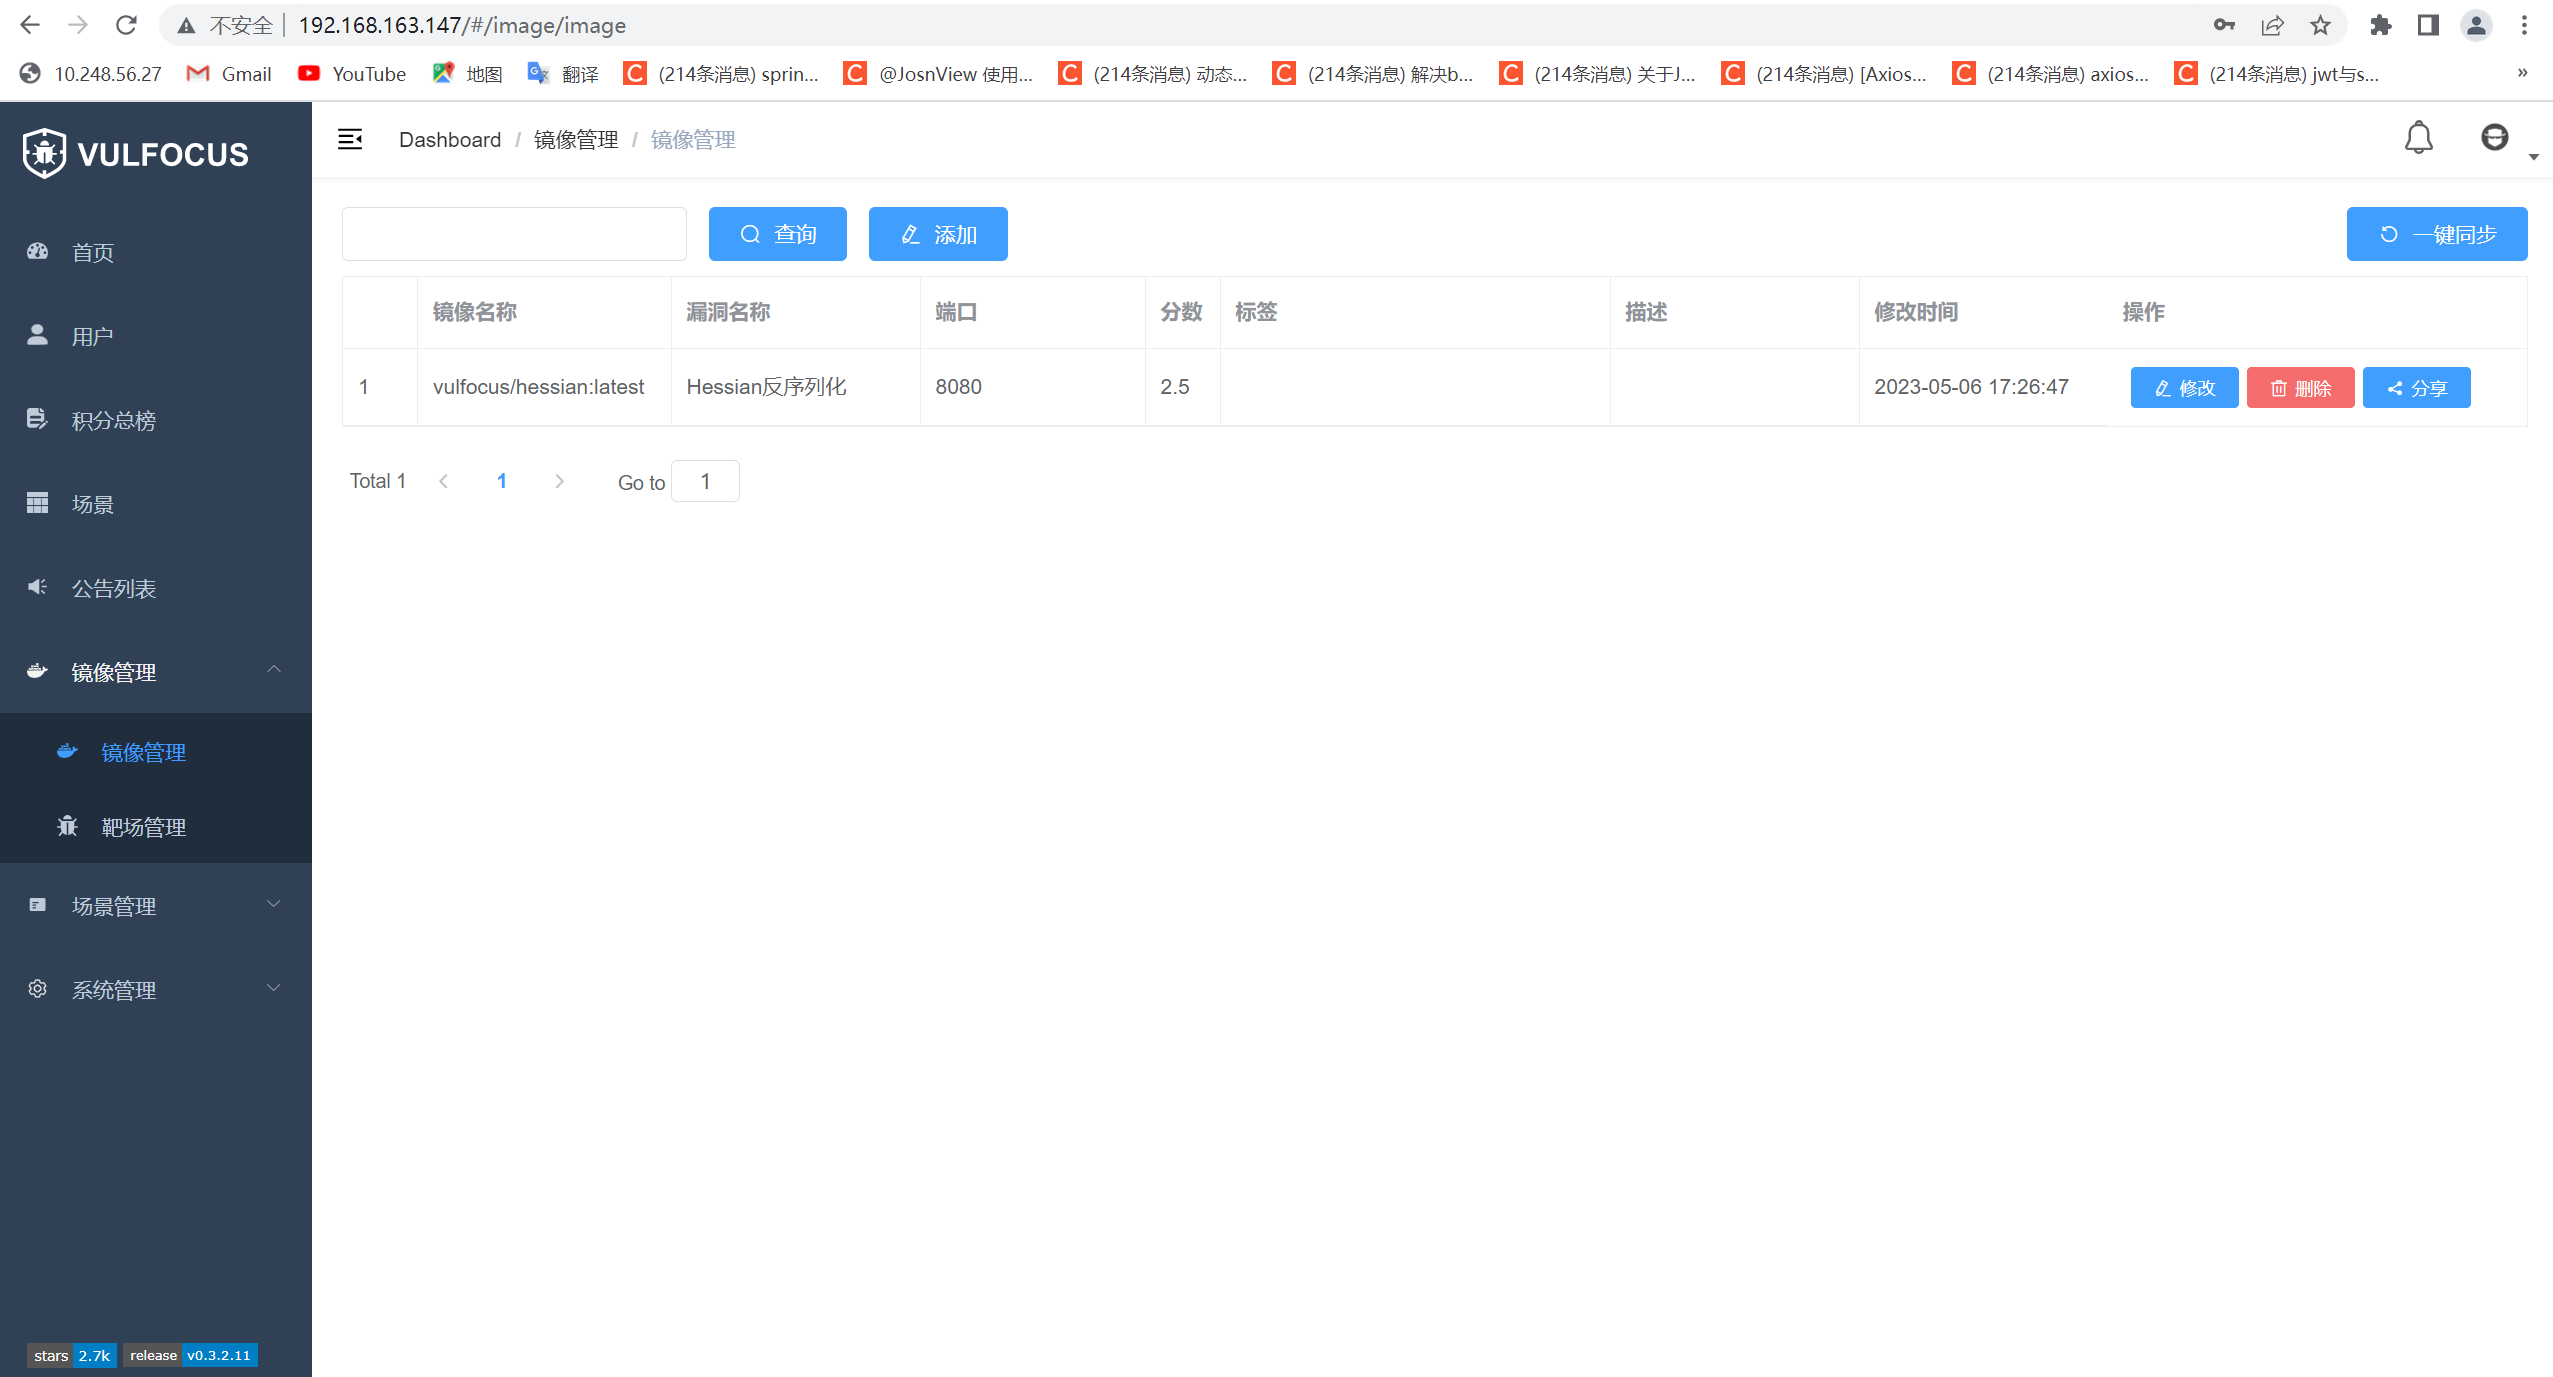 不安全 192.168.163.147/#/image/image
10.248.56.27 Gmail YouTube 地图 翻译 (214条消息) sprin... @JosnView 使用... (214条消息) 动态... (214条消息) 解决b... (214条消息) 关于J... (214条消息) [Axios... (214条消息) axios... (214条消息) jwt与s... »
VULFOCUS
Dashboard / 镜像管理 / 镜像管理
首页
用户
积分总榜
场景
公告列表
镜像管理
镜像管理
靶场管理
场景管理
系统管理
stars 2.7k release v0.3.2.11
查询 添加 一键同步
镜像名称 漏洞名称 端口 分数 标签 描述 修改时间 操作
1 vulfocus/hessian:latest Hessian反序列化 8080 2.5 2023-05-06 17:26:47 修改 删除 分享
Total 1 1 Go to 1